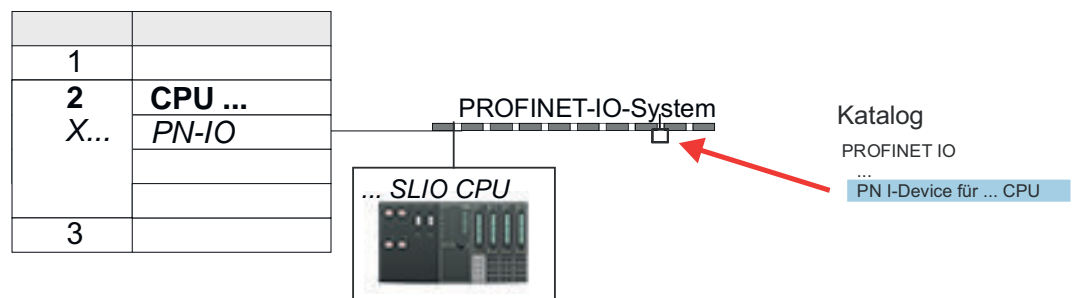 1
2 CPU ...
X... PN-IO
3
PROFINET-IO-System
... SLIO CPU
Katalog
PROFINET IO
...
PN I-Device für ... CPU